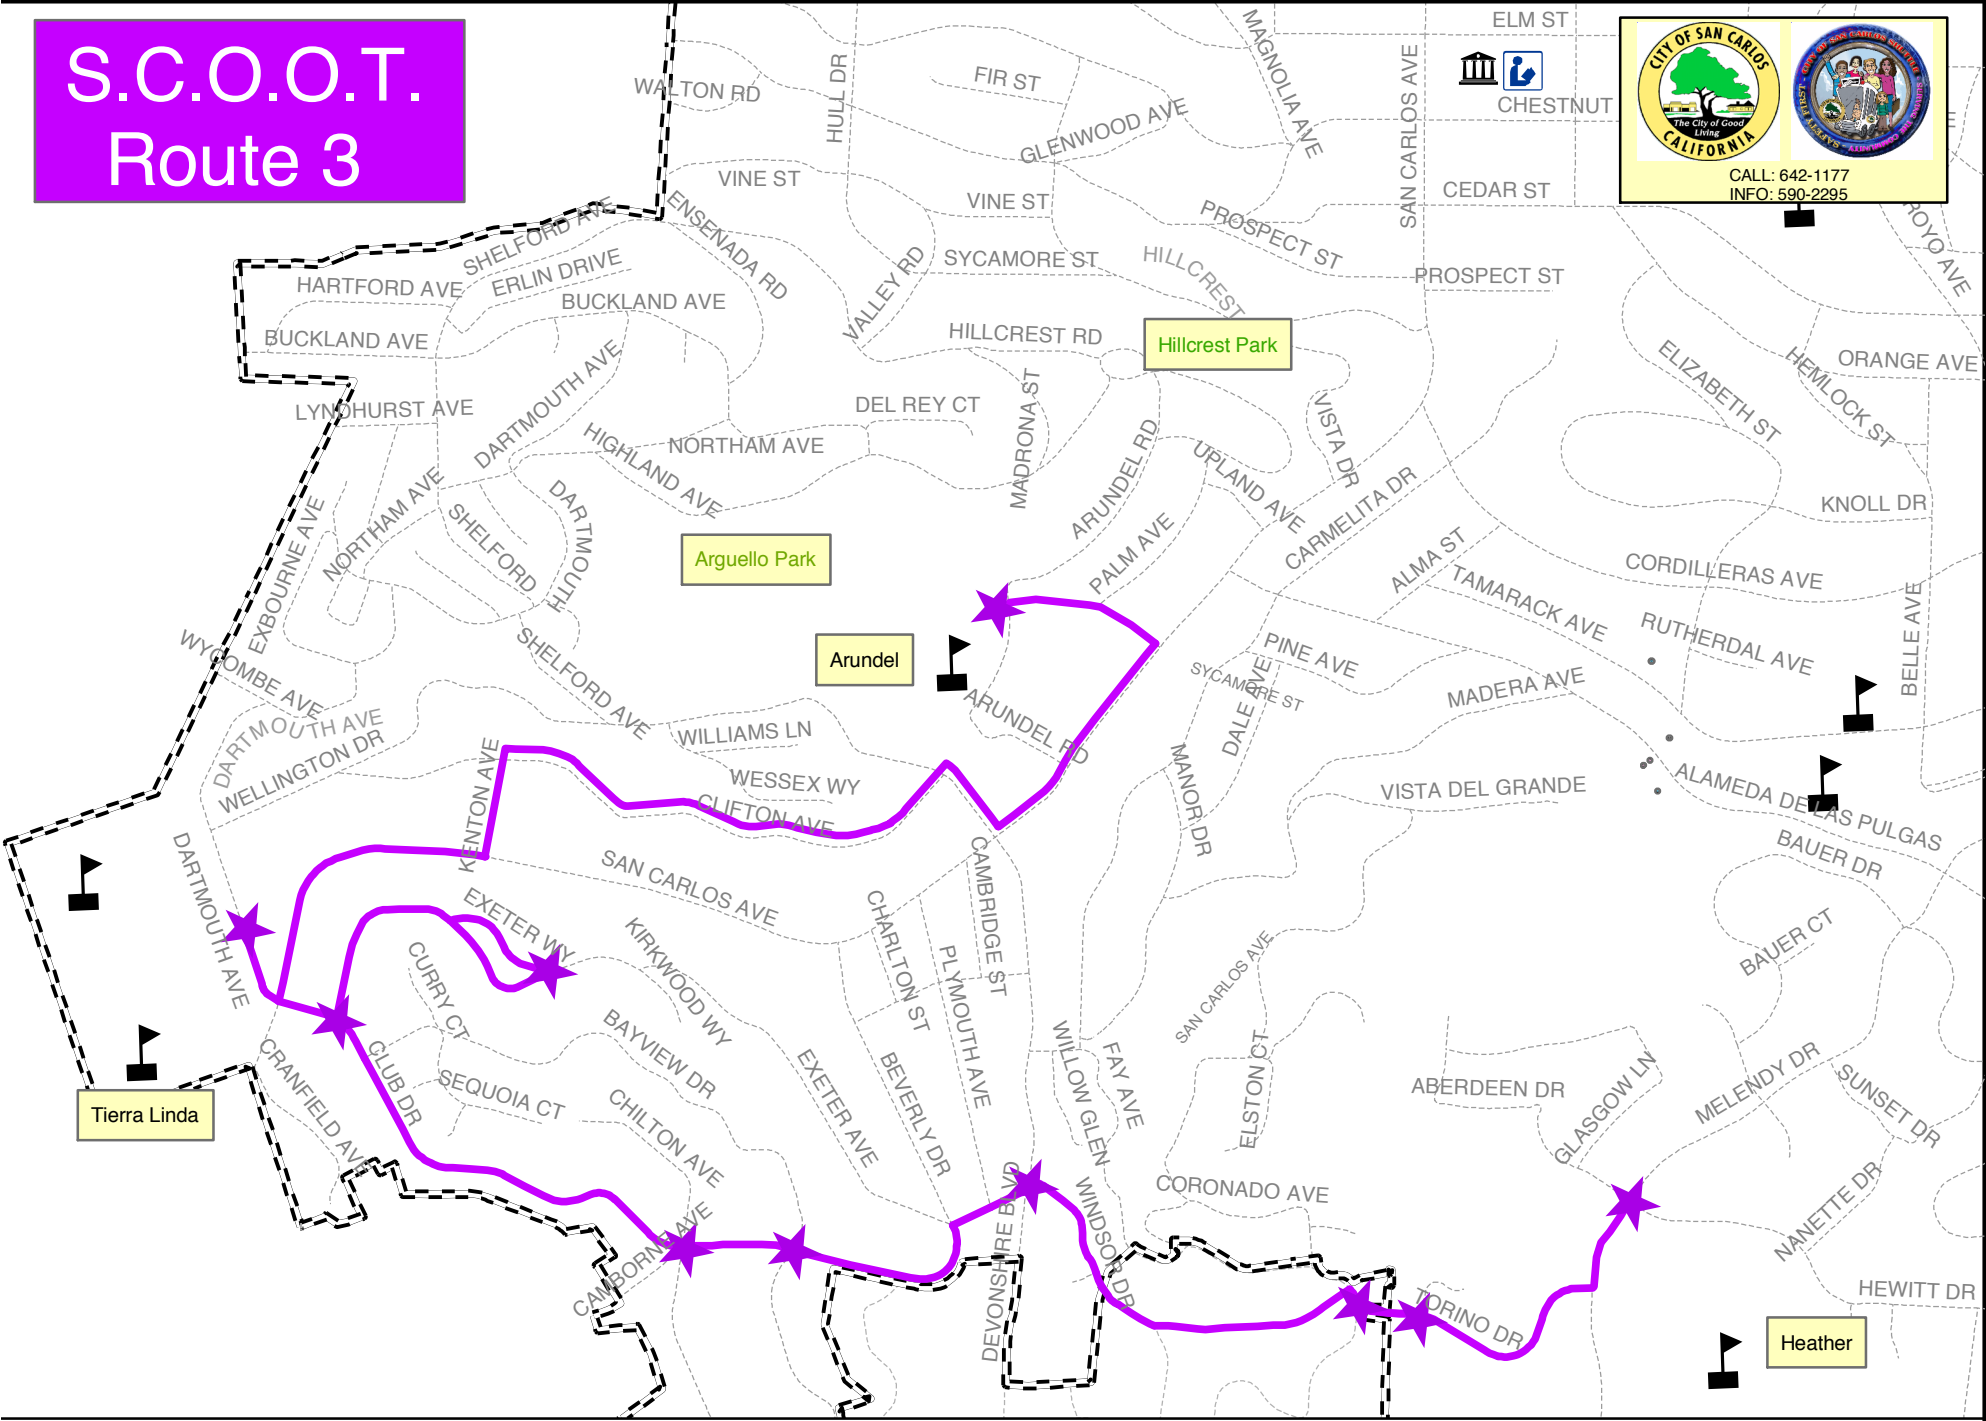 S.C.O.O.T.
Route 3
CITY OF SAN CARLOS
The City of Good
Living
CALIFORNIA
SAFETY FIRST
CALL: 642-1177
INFO: 590-2295
ELM ST
WALTON RD
HULL DR
FIR ST
MAGNOLIA AVE
SAN CARLOS AVE
CHESTNUT
GLENWOOD AVE
VINE ST
VINE ST
CEDAR ST
ENSENADA RD
PROSPECT ST
SHELFORD AVE
ERLIN DRIVE
HARTFORD AVE
BUCKLAND AVE
VALLEY RD
SYCAMORE ST
HILLCREST
PROSPECT ST
ROYO AVE
BUCKLAND AVE
HILLCREST RD
Hillcrest Park
ELIZABETH ST
HEMLOCK ST
ORANGE AVE
LYNDHURST AVE
DARTMOUTH AVE
DEL REY CT
MADRONA ST
VISTA DR
HIGHLAND AVE
NORTHAM AVE
ARUNDEL RD
UPLAND AVE
CARMELITA DR
KNOLL DR
NORTHAM AVE
SHELFORD
DARTMOUTH
Arguello Park
PALM AVE
ALMA ST
TAMARACK AVE
CORDILLERAS AVE
EXBOURNE AVE
BELLE AVE
WYCOMBE AVE
SHELFORD AVE
Arundel
PINE AVE
RUTHERDAL AVE
SYCAMORE ST
DALE AVE
MADERA AVE
DARTMOUTH AVE
WELLINGTON DR
WILLIAMS LN
ARUNDEL RD
KENTON AVE
WESSEX WY
CLIFTON AVE
MANOR DR
VISTA DEL GRANDE
ALAMEDA DE LAS PULGAS
BAUER DR
DARTMOUTH AVE
SAN CARLOS AVE
CAMBRIDGE ST
EXETER WY
KIRKWOOD WY
CHARLTON ST
PLYMOUTH AVE
BAUER CT
CURRY CT
SAN CARLOS AVE
BAYVIEW DR
CRANFIELD AVE
CLUB DR
SEQUOIA CT
CHILTON AVE
EXETER AVE
BEVERLY DR
WILLOW GLEN
FAY AVE
ELSTON CT
ABERDEEN DR
GLASGOW LN
MELENDY DR
SUNSET DR
Tierra Linda
CAMBORNE AVE
DEVONSHIRE BLVD
WINDSOR DR
CORONADO AVE
NANETTE DR
TORINO DR
HEWITT DR
Heather